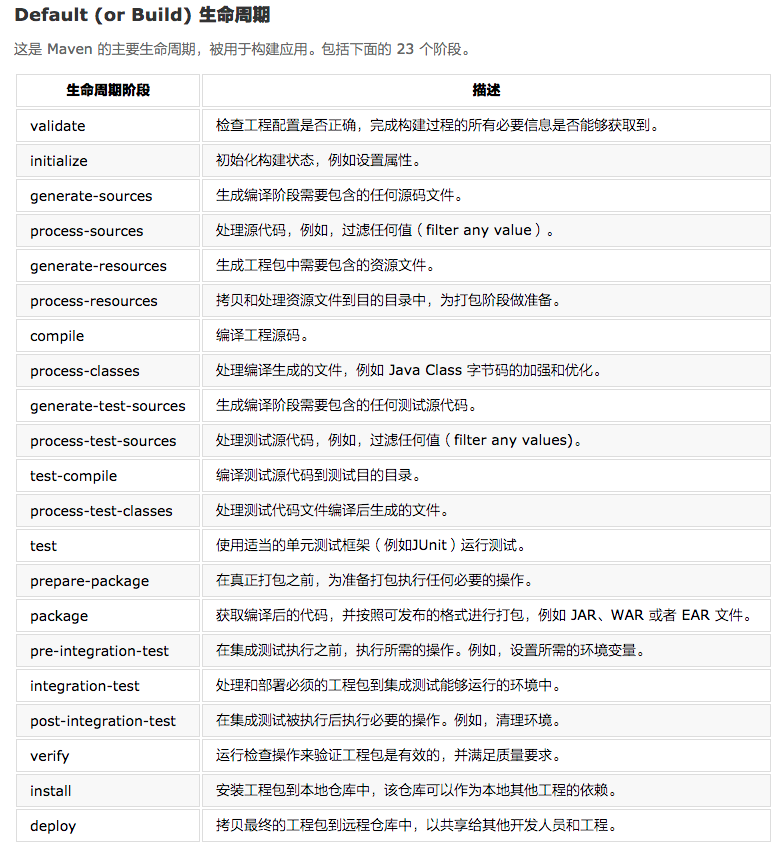 Default (or Build) 生命周期
这是 Maven 的主要生命周期，被用于构建应用。包括下面的 23 个阶段。
生命周期阶段 描述
validate 检查工程配置是否正确，完成构建过程的所有必要信息是否能够获取到。
initialize 初始化构建状态，例如设置属性。
generate-sources 生成编译阶段需要包含的任何源码文件。
process-sources 处理源代码，例如，过滤任何值（filter any value）。
generate-resources 生成工程包中需要包含的资源文件。
process-resources 拷贝和处理资源文件到目的目录中，为打包阶段做准备。
compile 编译工程源码。
process-classes 处理编译生成的文件，例如 Java Class 字节码的加强和优化。
generate-test-sources 生成编译阶段需要包含的任何测试源代码。
process-test-sources 处理测试源代码，例如，过滤任何值（filter any values)。
test-compile 编译测试源代码到测试目的目录。
process-test-classes 处理测试代码文件编译后生成的文件。
test 使用适当的单元测试框架（例如JUnit）运行测试。
prepare-package 在真正打包之前，为准备打包执行任何必要的操作。
package 获取编译后的代码，并按照可发布的格式进行打包，例如 JAR、WAR 或者 EAR 文件。
pre-integration-test 在集成测试执行之前，执行所需的操作。例如，设置所需的环境变量。
integration-test 处理和部署必须的工程包到集成测试能够运行的环境中。
post-integration-test 在集成测试被执行后执行必要的操作。例如，清理环境。
verify 运行检查操作来验证工程包是有效的，并满足质量要求。
install 安装工程包到本地仓库中，该仓库可以作为本地其他工程的依赖。
deploy 拷贝最终的工程包到远程仓库中，以共享给其他开发人员和工程。